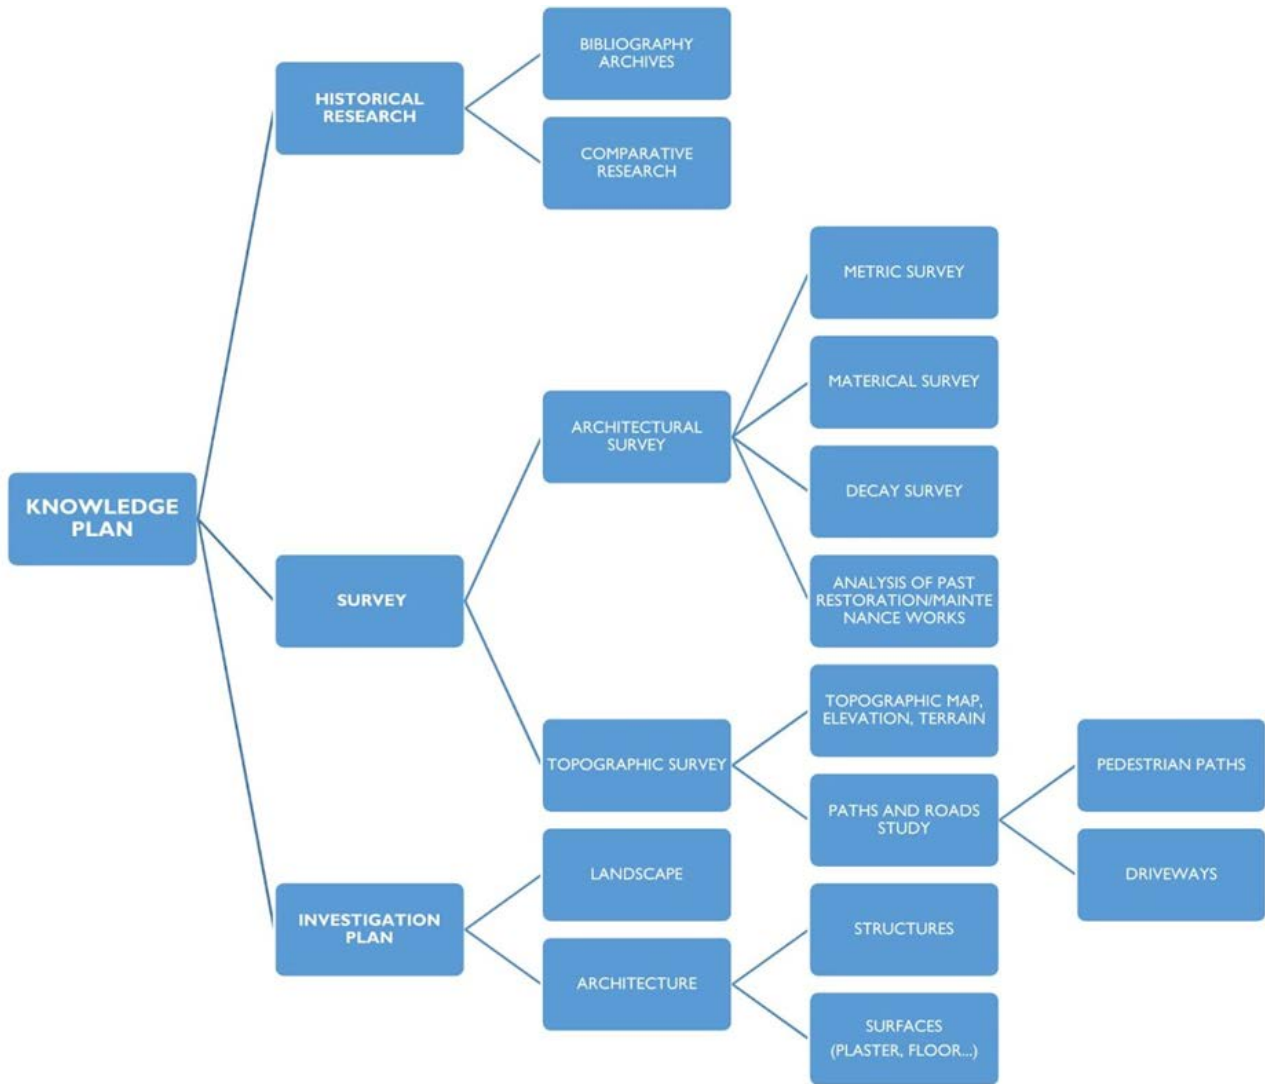 BIBLIOGRAPHY
ARCHIVES
HISTORICAL
RESEARCH
COMPARATIVE
RESEARCH
METRIC SURVEY
MATERICAL SURVEY
ARCHITECTURAL
SURVEY
DECAY SURVEY
KNOWLEDGE
PLAN
ANALYSIS OF PAST
RESTORATION/MAINTE
NANCE WORKS
SURVEY
TOPOGRAPHIC MAP,
ELEVATION, TERRAIN
TOPOGRAPHIC SURVEY
PEDESTRIAN PATHS
PATHS AND ROADS
STUDY
LANDSCAPE
DRIVEWAYS
INVESTIGATION
PLAN
STRUCTURES
ARCHITECTURE
SURFACES
(PLASTER, FLOOR...)